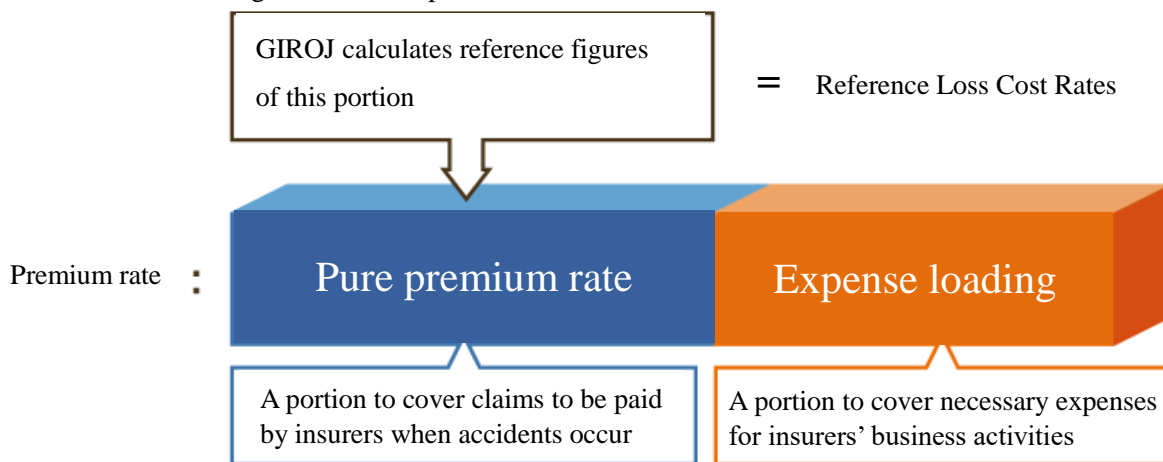 GIROJ calculates reference figures
of this portion
= Reference Loss Cost Rates
Premium rate :
Pure premium rate
Expense loading
A portion to cover claims to be paid
by insurers when accidents occur
A portion to cover necessary expenses
for insurers' business activities